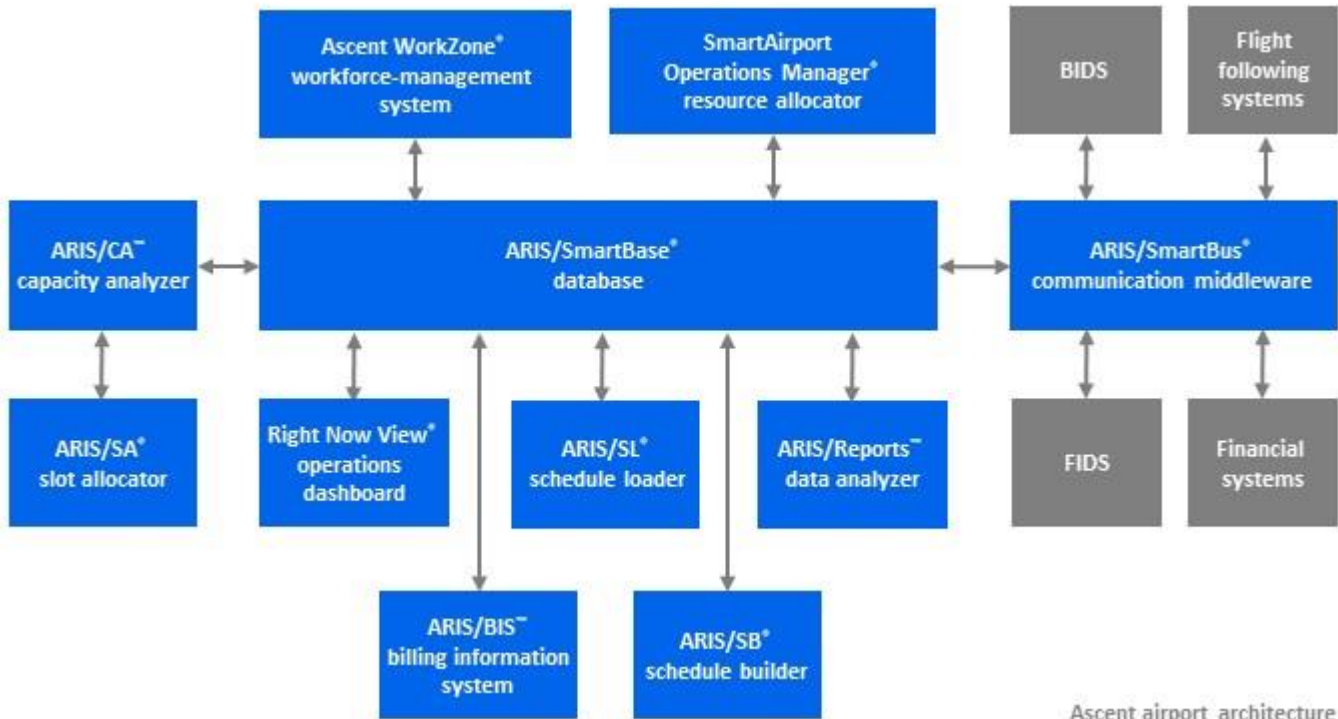 Ascent WorkZone®
workforce-management
system
SmartAirport
Operations Manager®
resource allocator
BIDS
Flight
following
systems
ARIS/CA™
capacity analyzer
ARIS/SmartBase®
database
ARIS/SmartBus®
communication middleware
ARIS/SA®
slot allocator
Right Now View®
operations
dashboard
ARIS/SL®
schedule loader
ARIS/Reports™
data analyzer
FIDS
Financial
systems
ARIS/BIS™
billing information
system
ARIS/SB®
schedule builder
Ascent airport architecture